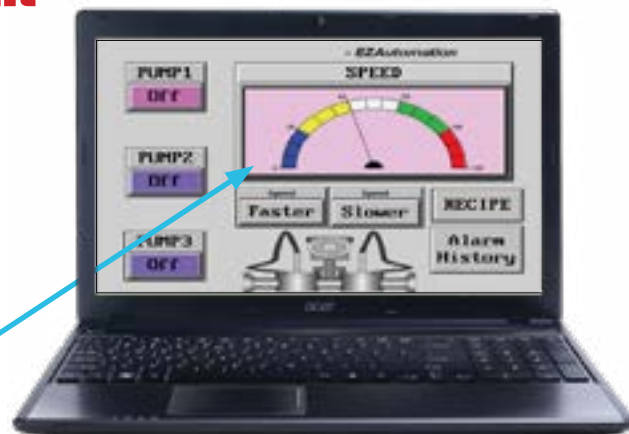 EZAutomation
PUMP1
Off
SPEED
PUMP2
Off
Speed
Faster
Speed
Slower
RECIPE
PUMP3
Off
Alarm
History
acer